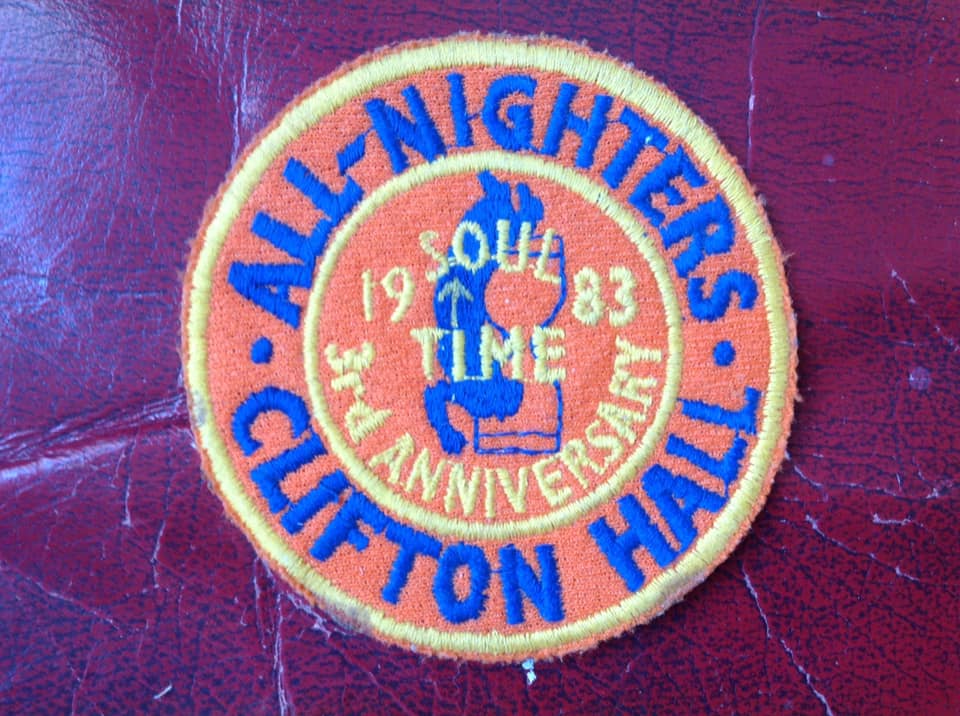 ALL-NIGHTERS
SOUL
19 83
TIME
3rd ANNIVERSARY
CLIFTON HALL